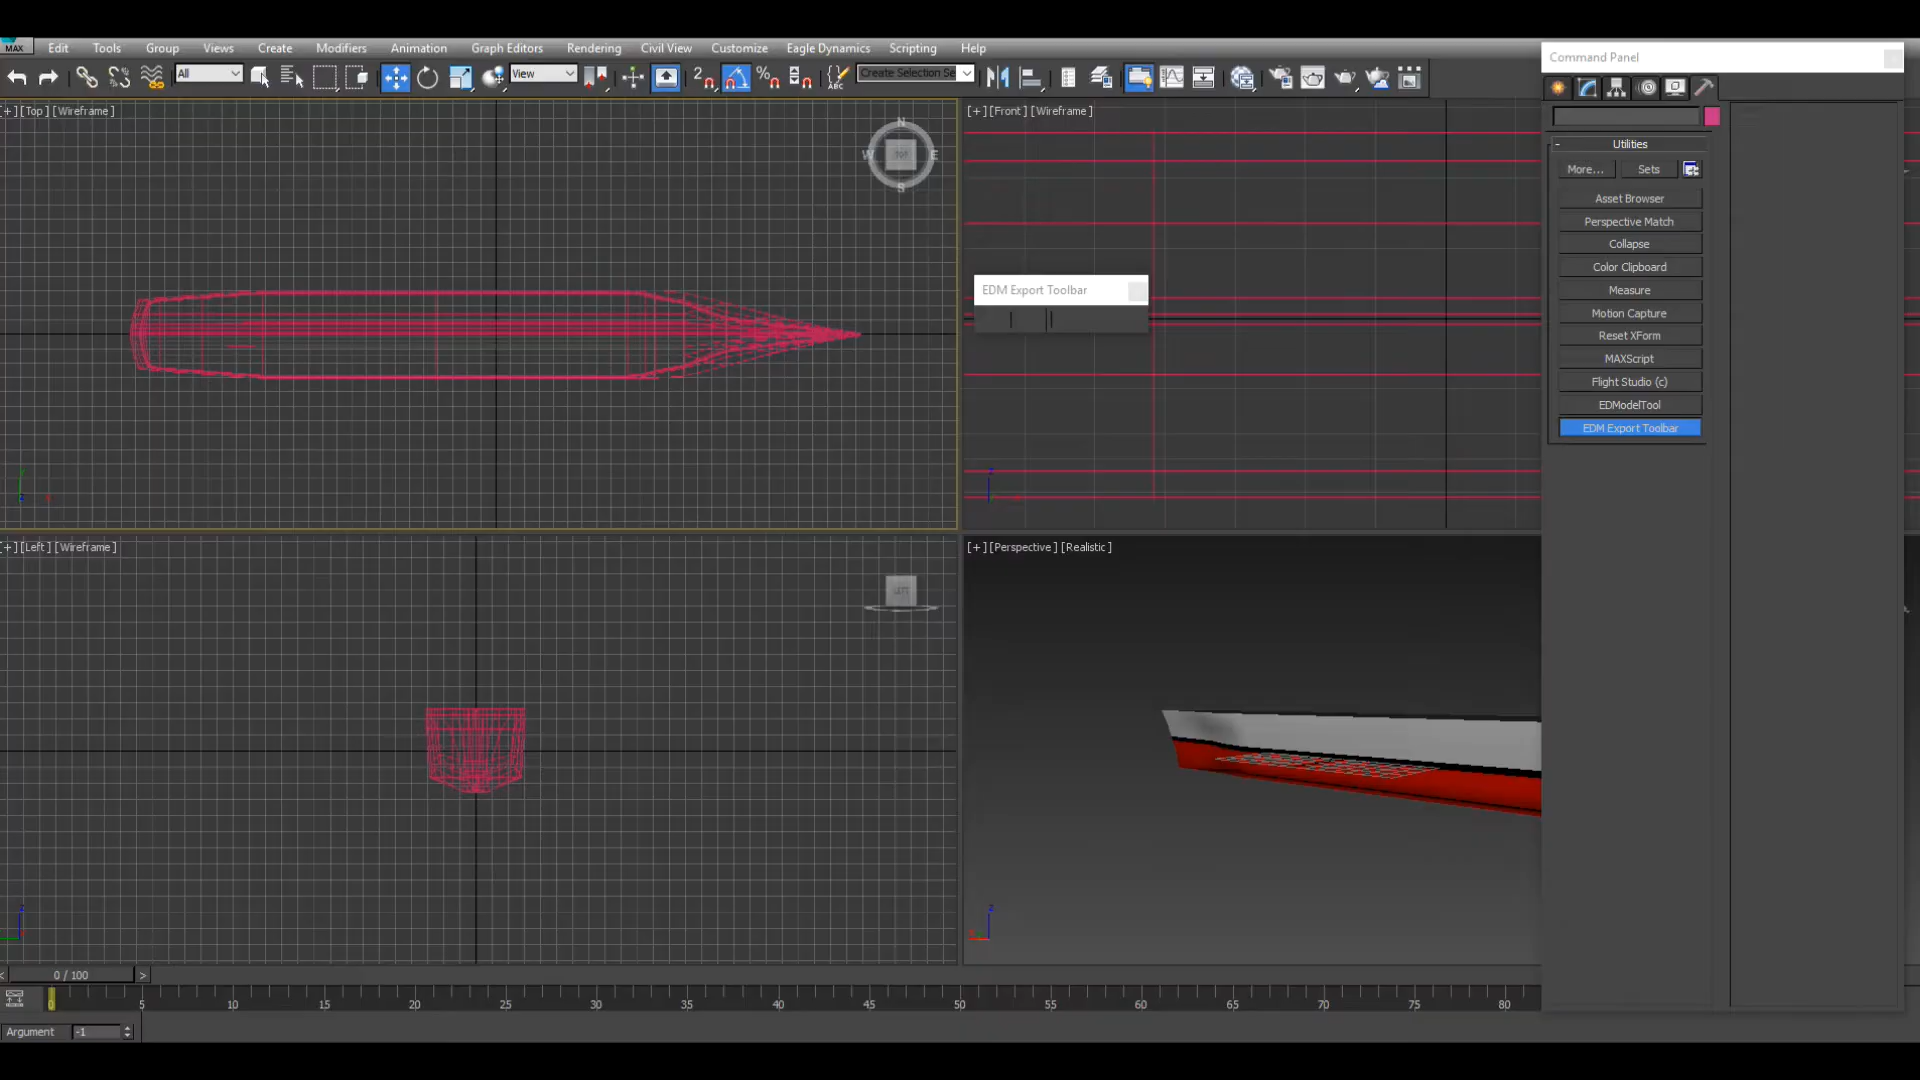 MAX
Edit Tools Group Views Create Modifiers Animation Graph Editors Rendering Civil View Customize Eagle Dynamics Scripting Help
All
View
2
%
ABC
Create Selection Se
Command Panel
[+] [Top] [Wireframe]
N
W TOP E
S
[+] [Front] [Wireframe]
EDM Export Toolbar
- Utilities
More... Sets
Asset Browser
Perspective Match
Collapse
Color Clipboard
Measure
Motion Capture
Reset XForm
MAXScript
Flight Studio (c)
EDModelTool
EDM Export Toolbar
[+] [Left] [Wireframe]
LEFT
[+] [Perspective] [Realistic]
z
z
z
< 0 / 100 >
0 5 10 15 20 25 30 35 40 45 50 55 60 65 70 75 80
Argument -1